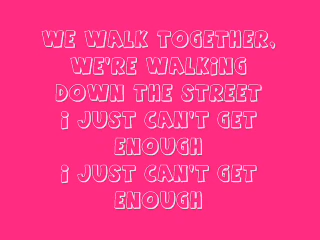 WE WALK TOGETHER,
WE'RE WALKING
DOWN THE STREET
I JUST CAN'T GET
ENOUGH
I JUST CAN'T GET
ENOUGH